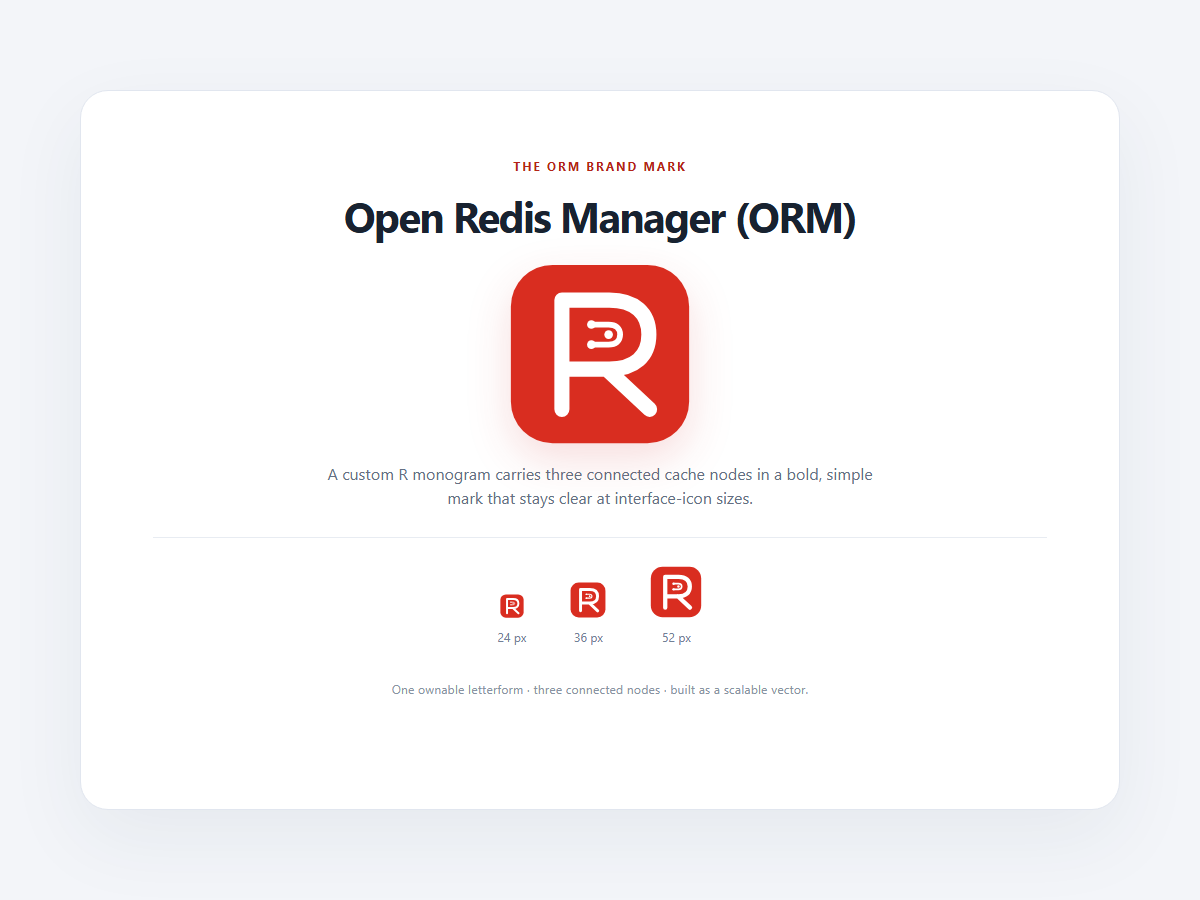 THE ORM BRAND MARK
Open Redis Manager (ORM)
R
A custom R monogram carries three connected cache nodes in a bold, simple
mark that stays clear at interface-icon sizes.
R
R
R
24 px
36 px
52 px
One ownable letterform · three connected nodes · built as a scalable vector.